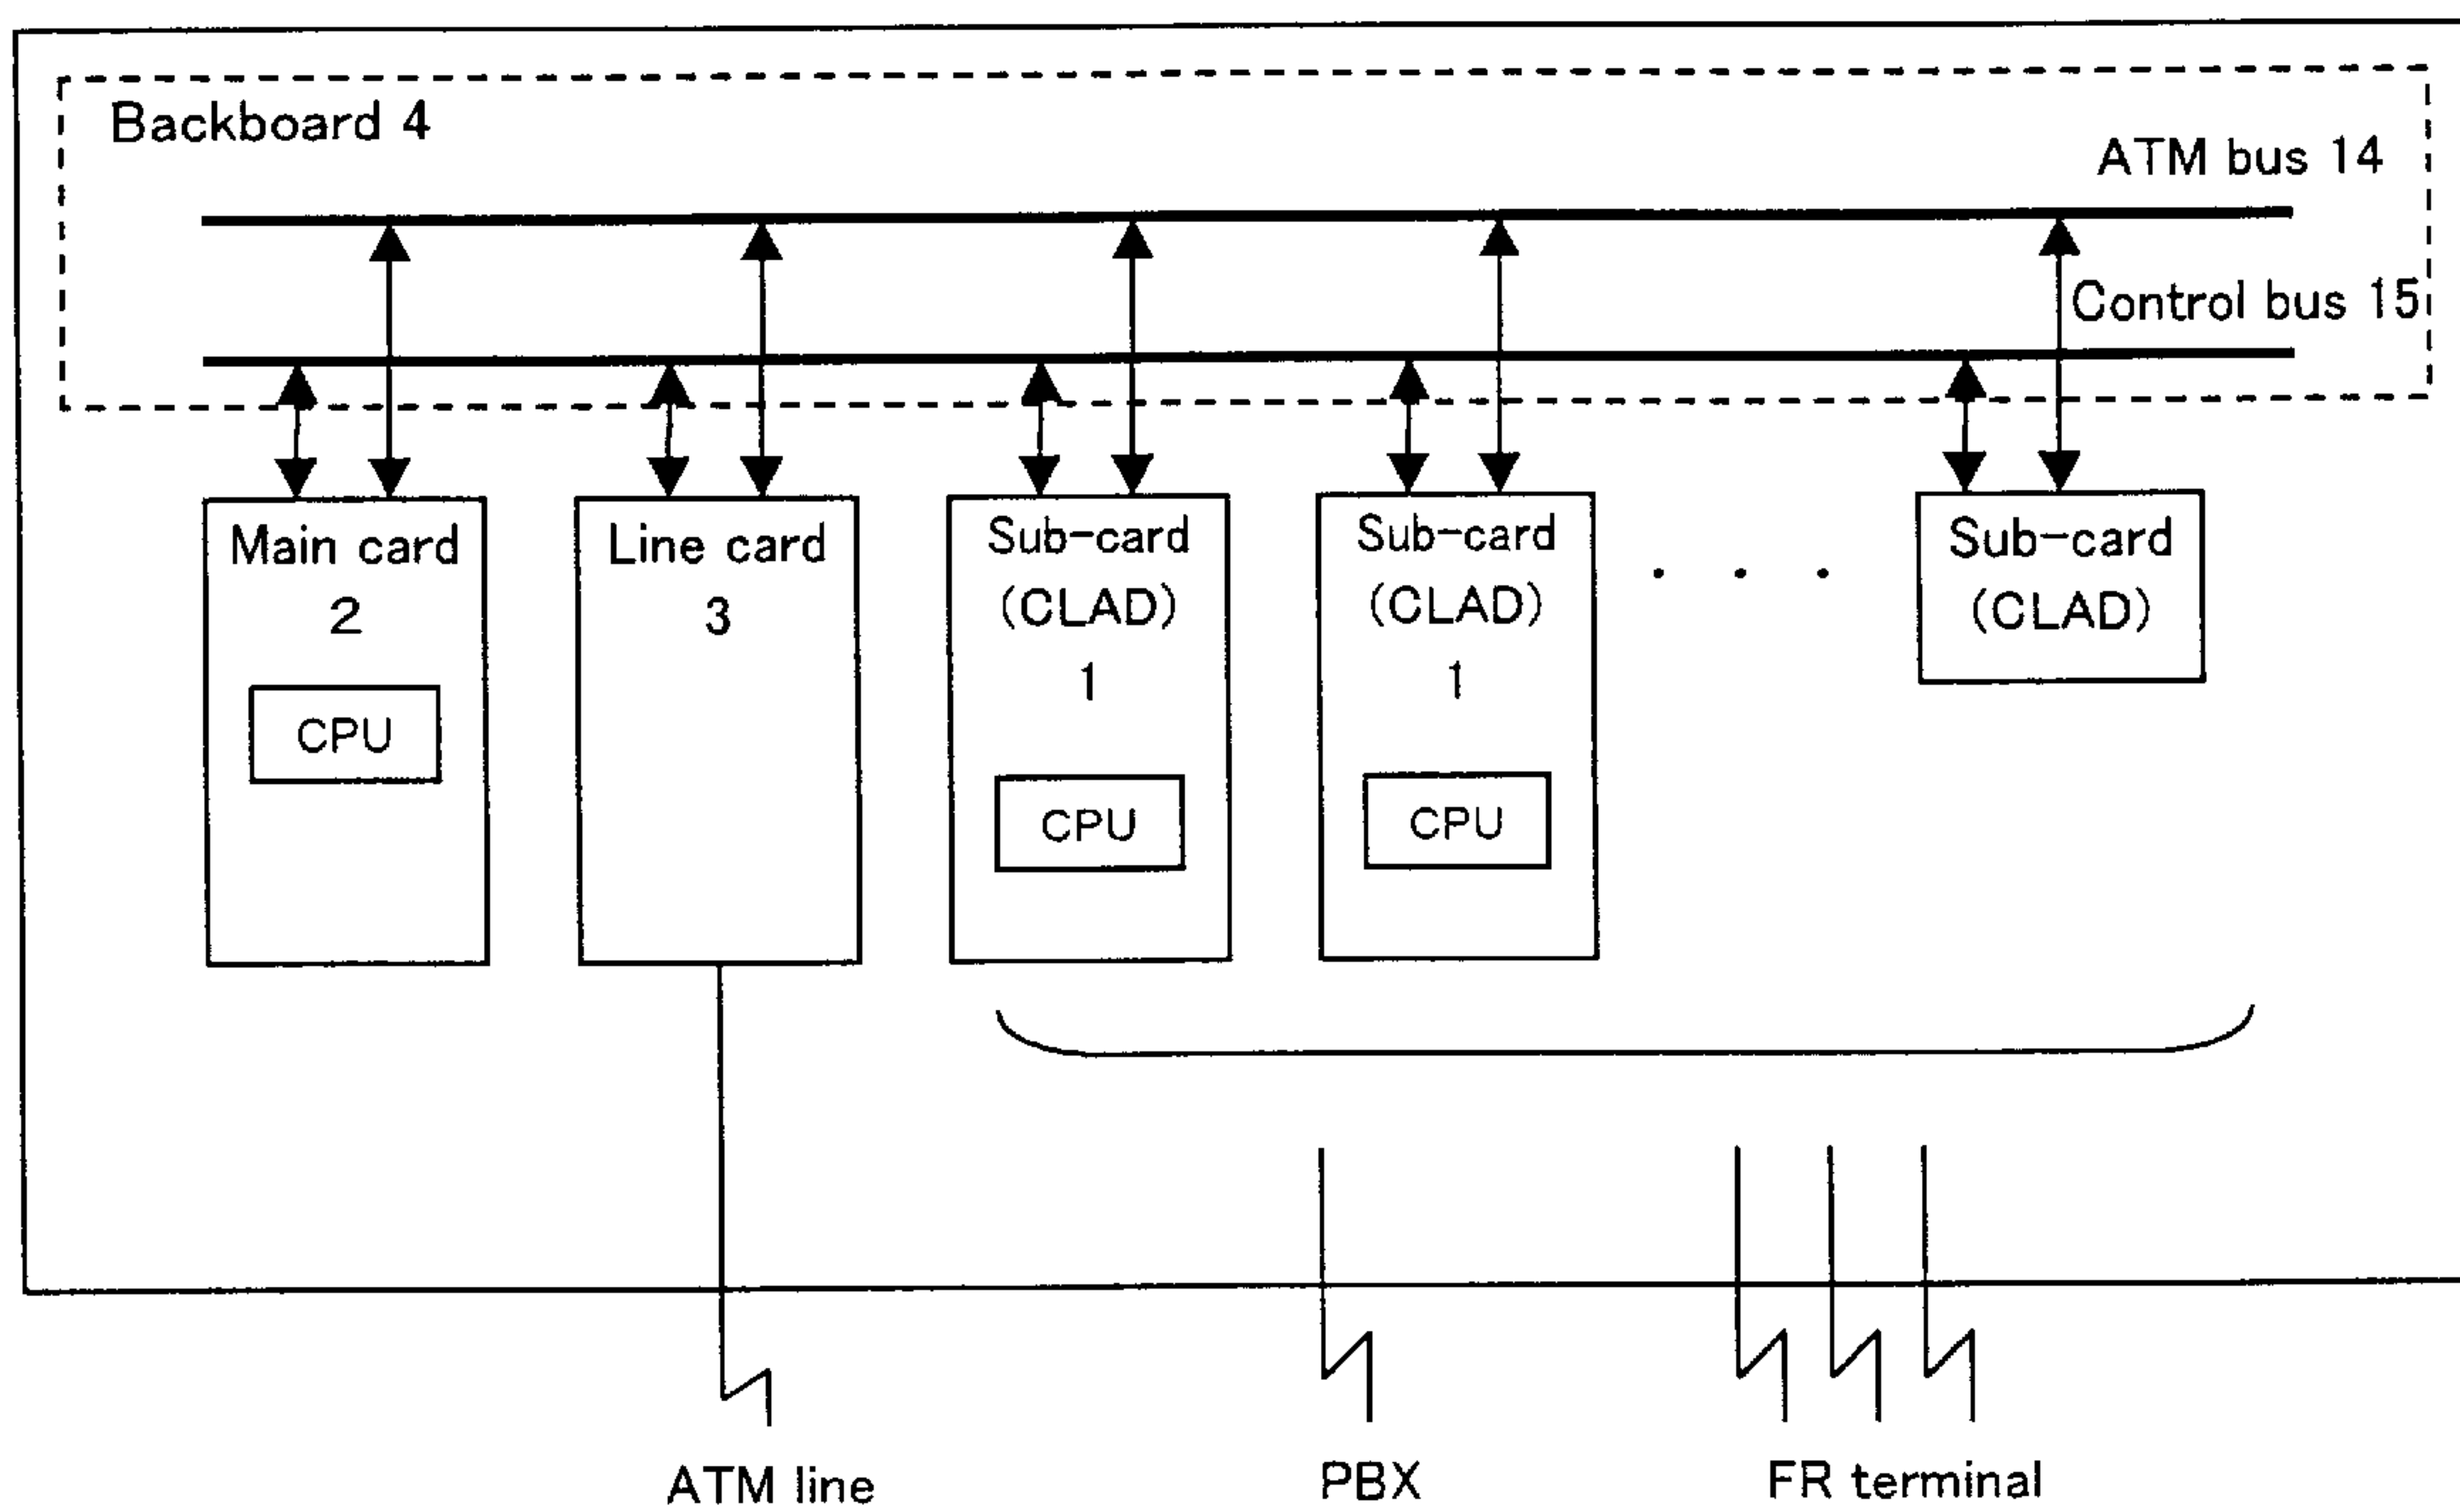 Backboard 4
ATM bus 14
Control bus 15
Main card
2
CPU
Line card
3
Sub-card
(CLAD)
1
CPU
Sub-card
(CLAD)
1
CPU
. . .
Sub-card
(CLAD)
ATM line
PBX
FR terminal